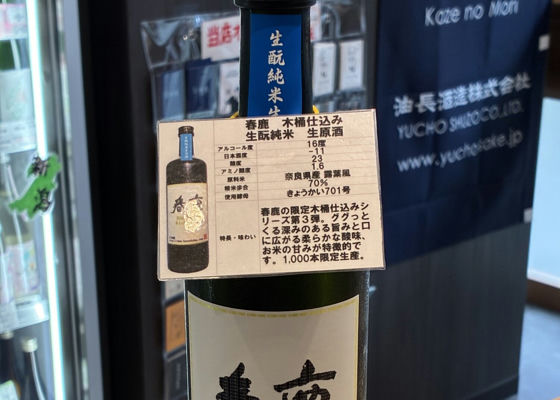 Kaze no Mori
油長酒造株式会社
YUCHO SHUZO CO.,LTD.
www.yuchosake.jp
生酛純米生
春鹿 木桶仕込み
生酛純米 生原酒
アルコール度 16度
日本酒度 -11
酸度 23
アミノ酸度 1.6
原料米 奈良県産 露葉風
精米歩合 70%
使用酵母 きょうかい701号
特長・味わい
春鹿の限定木桶仕込みシ
リーズ第3弾。ググっと
くる深みのある旨みと口
に広がる柔らかな酸味、
お米の甘みが特徴的で
す。1,000本限定生産。
春鹿